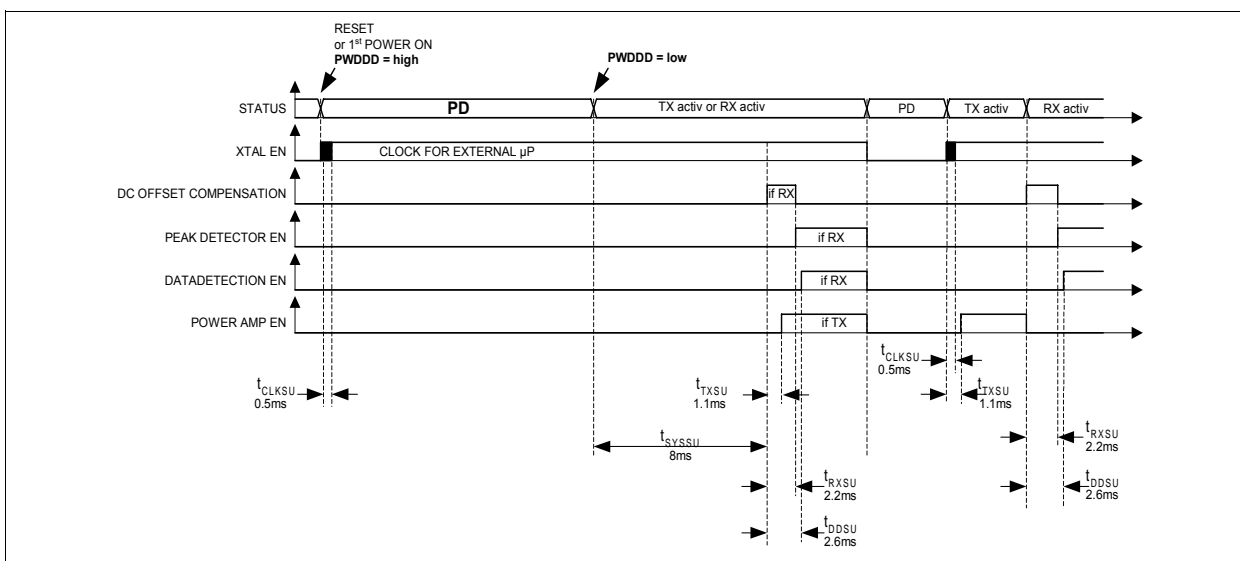 RESET
or 1st POWER ON
PWDDD = high
PWDDD = low
STATUS
PD
TX activ or RX activ
PD
TX activ
RX activ
XTAL EN
CLOCK FOR EXTERNAL µP
DC OFFSET COMPENSATION
if RX
PEAK DETECTOR EN
if RX
DATADETECTION EN
if RX
POWER AMP EN
if TX
tCLKSU
0.5ms
tTXSU
1.1ms
tCLKSU
0.5ms
tTXSU
1.1ms
tSYSSU
8ms
tRXSU
2.2ms
tRXSU
2.2ms
tDDSU
2.6ms
tDDSU
2.6ms